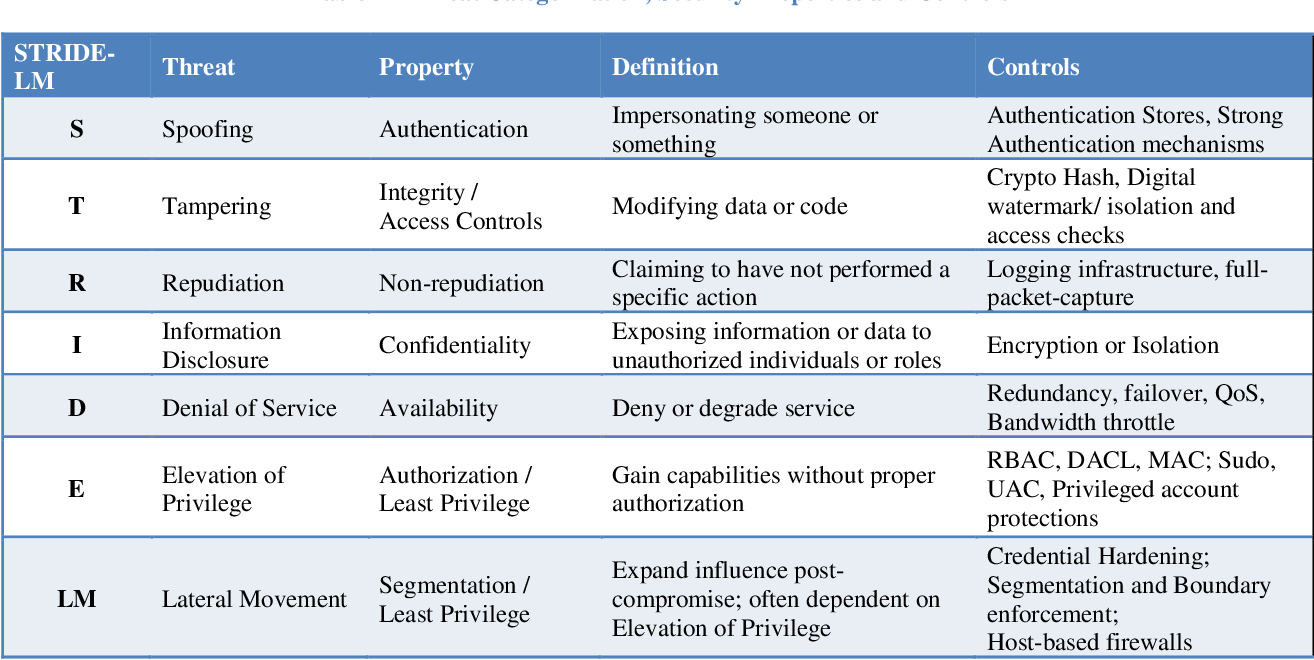 STRIDE-
LM
Threat
Property
Definition
Controls
S
Spoofing
Authentication
Impersonating someone or
something
Authentication Stores, Strong
Authentication mechanisms
T
Tampering
Integrity /
Access Controls
Modifying data or code
Crypto Hash, Digital
watermark/ isolation and
access checks
R
Repudiation
Non-repudiation
Claiming to have not performed a
specific action
Logging infrastructure, full-
packet-capture
I
Information
Disclosure
Confidentiality
Exposing information or data to
unauthorized individuals or roles
Encryption or Isolation
D
Denial of Service
Availability
Deny or degrade service
Redundancy, failover, QoS,
Bandwidth throttle
E
Elevation of
Privilege
Authorization /
Least Privilege
Gain capabilities without proper
authorization
RBAC, DACL, MAC; Sudo,
UAC, Privileged account
protections
LM
Lateral Movement
Segmentation /
Least Privilege
Expand influence post-
compromise; often dependent on
Elevation of Privilege
Credential Hardening;
Segmentation and Boundary
enforcement;
Host-based firewalls